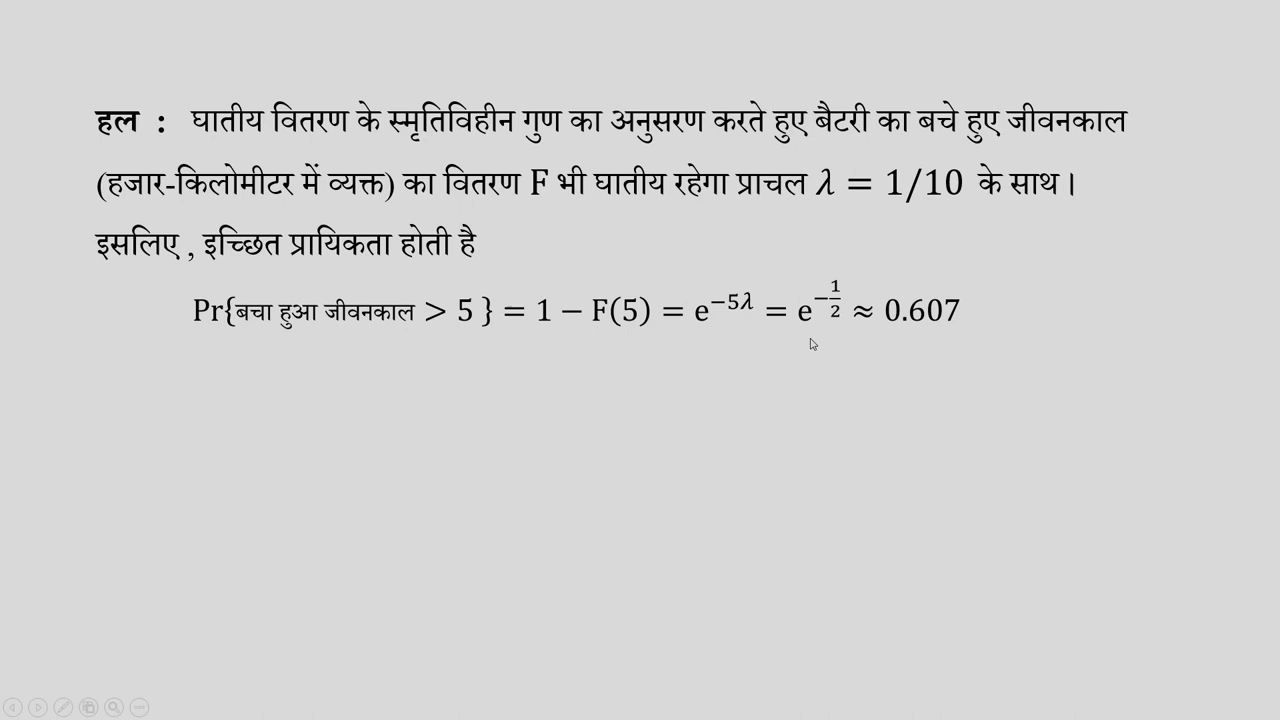 हल : घातीय वितरण के स्मृतिविहीन गुण का अनुसरण करते हुए बैटरी का बचे हुए जीवनकाल
(हजार-किलोमीटर में व्यक्त) का वितरण F भी घातीय रहेगा प्राचल λ = 1/10 के साथ।
इसलिए , इच्छित प्रायिकता होती है
Pr{बचा हुआ जीवनकाल > 5 } = 1 − F(5) = e^{−5λ} = e^{−1/2} ≈ 0.607